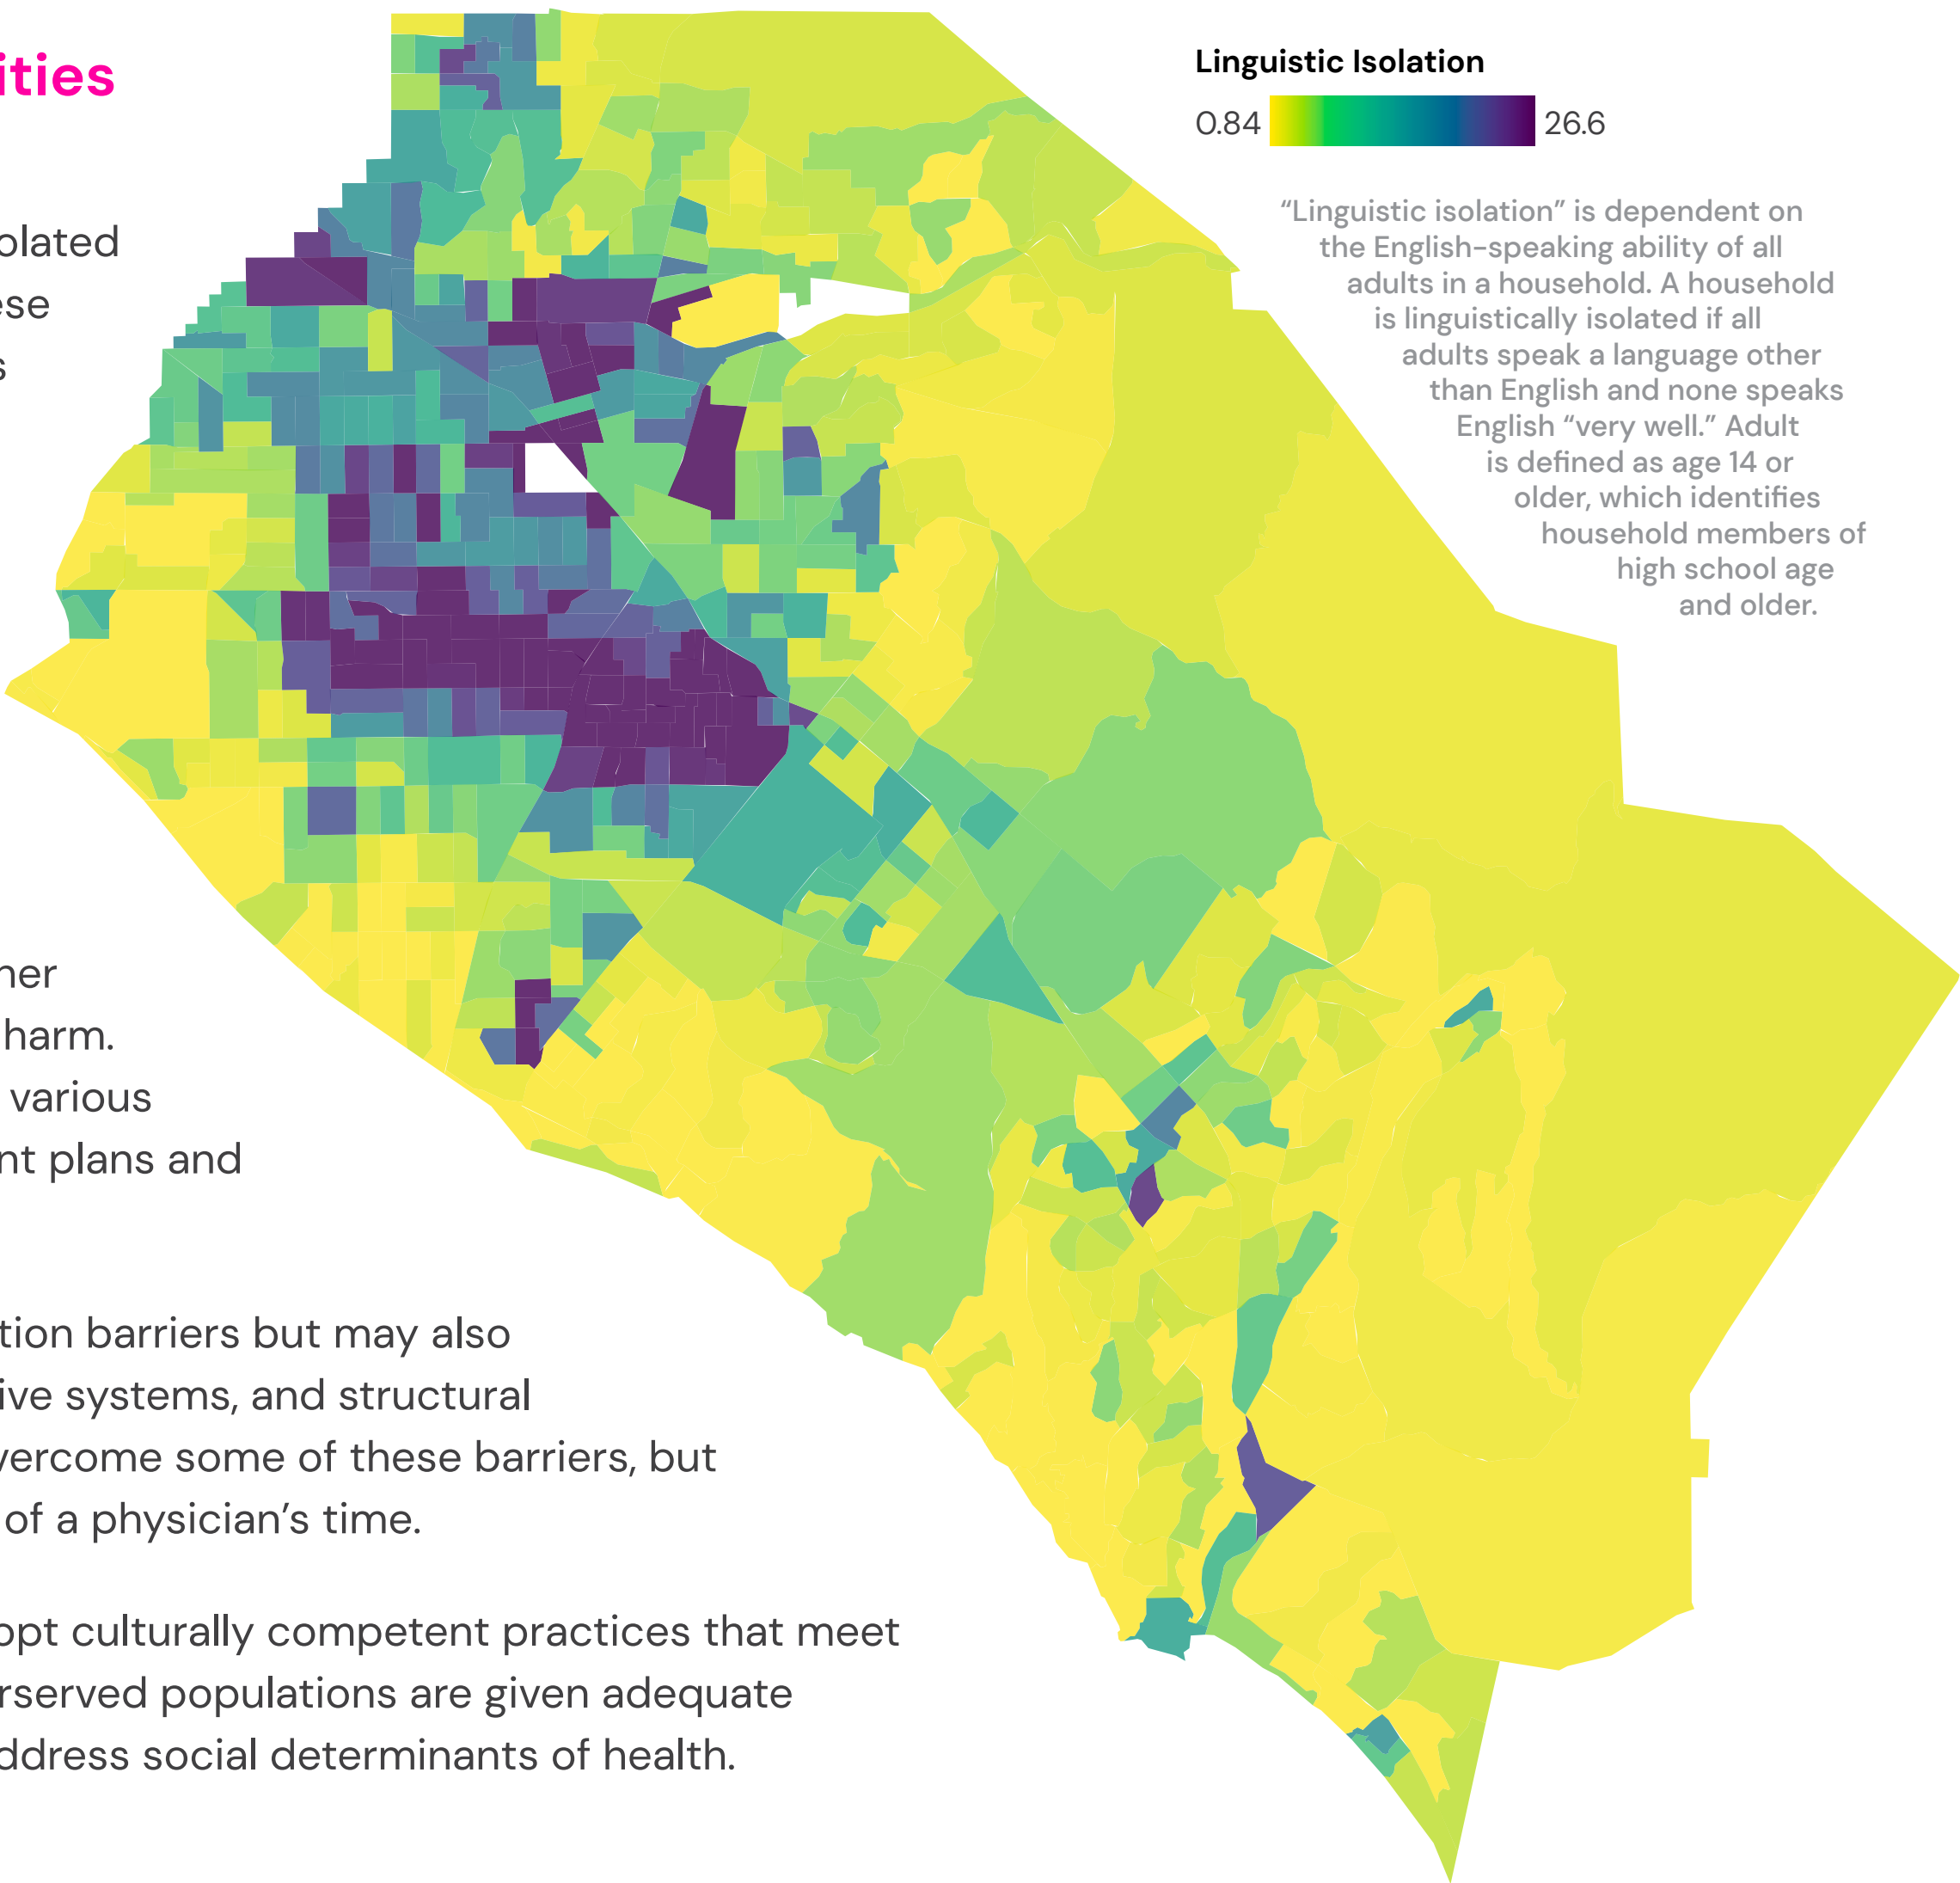 ities
olated
ese
s
ner
harm.
various
nt plans and
tion barriers but may also
ive systems, and structural
vercome some of these barriers, but
of a physician’s time.
opt culturally competent practices that meet
rserved populations are given adequate
ddress social determinants of health.
Linguistic Isolation
0.84 26.6
“Linguistic isolation” is dependent on
the English-speaking ability of all
adults in a household. A household
is linguistically isolated if all
adults speak a language other
than English and none speaks
English “very well.” Adult
is defined as age 14 or
older, which identifies
household members of
high school age
and older.